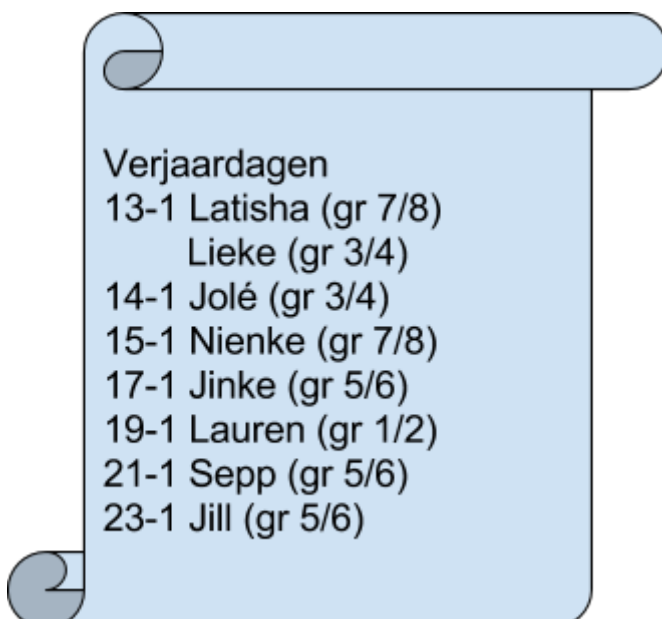 Verjaardagen
13-1 Latisha (gr 7/8)
Lieke (gr 3/4)
14-1 Jolé (gr 3/4)
15-1 Nienke (gr 7/8)
17-1 Jinke (gr 5/6)
19-1 Lauren (gr 1/2)
21-1 Sepp (gr 5/6)
23-1 Jill (gr 5/6)